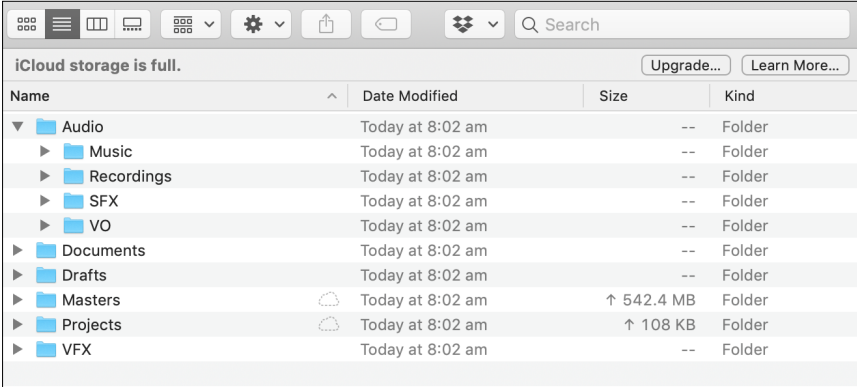 Search
iCloud storage is full. Upgrade... Learn More...
Name Date Modified Size Kind
Audio Today at 8:02 am -- Folder
Music Today at 8:02 am -- Folder
Recordings Today at 8:02 am -- Folder
SFX Today at 8:02 am -- Folder
VO Today at 8:02 am -- Folder
Documents Today at 8:02 am -- Folder
Drafts Today at 8:02 am -- Folder
Masters Today at 8:02 am ↑ 542.4 MB Folder
Projects Today at 8:02 am ↑ 108 KB Folder
VFX Today at 8:02 am -- Folder